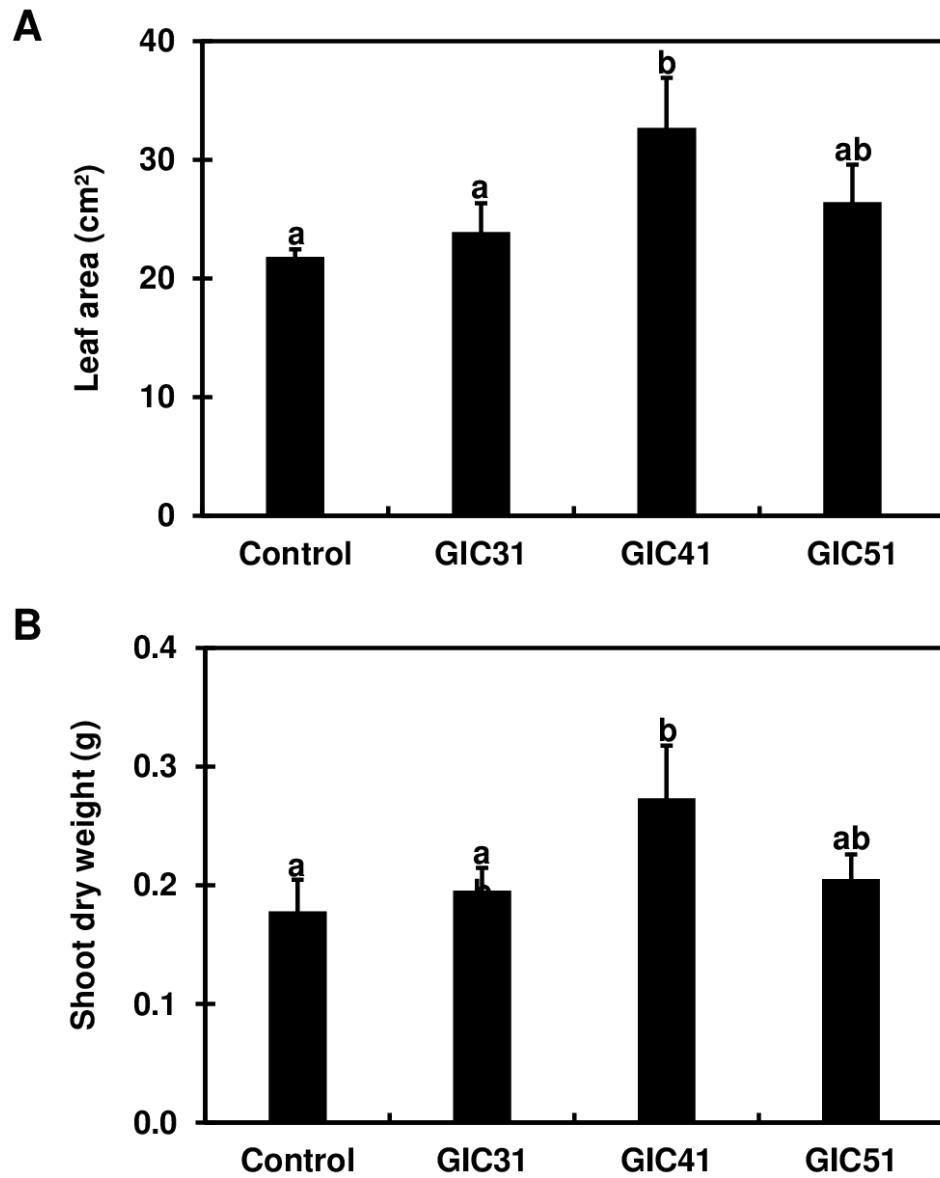 A
40
30
20
10
0
Leaf area (cm²)
a
a
b
ab
Control GIC31 GIC41 GIC51
B
0.4
0.3
0.2
0.1
0.0
Shoot dry weight (g)
a
a
b
b
ab
Control GIC31 GIC41 GIC51